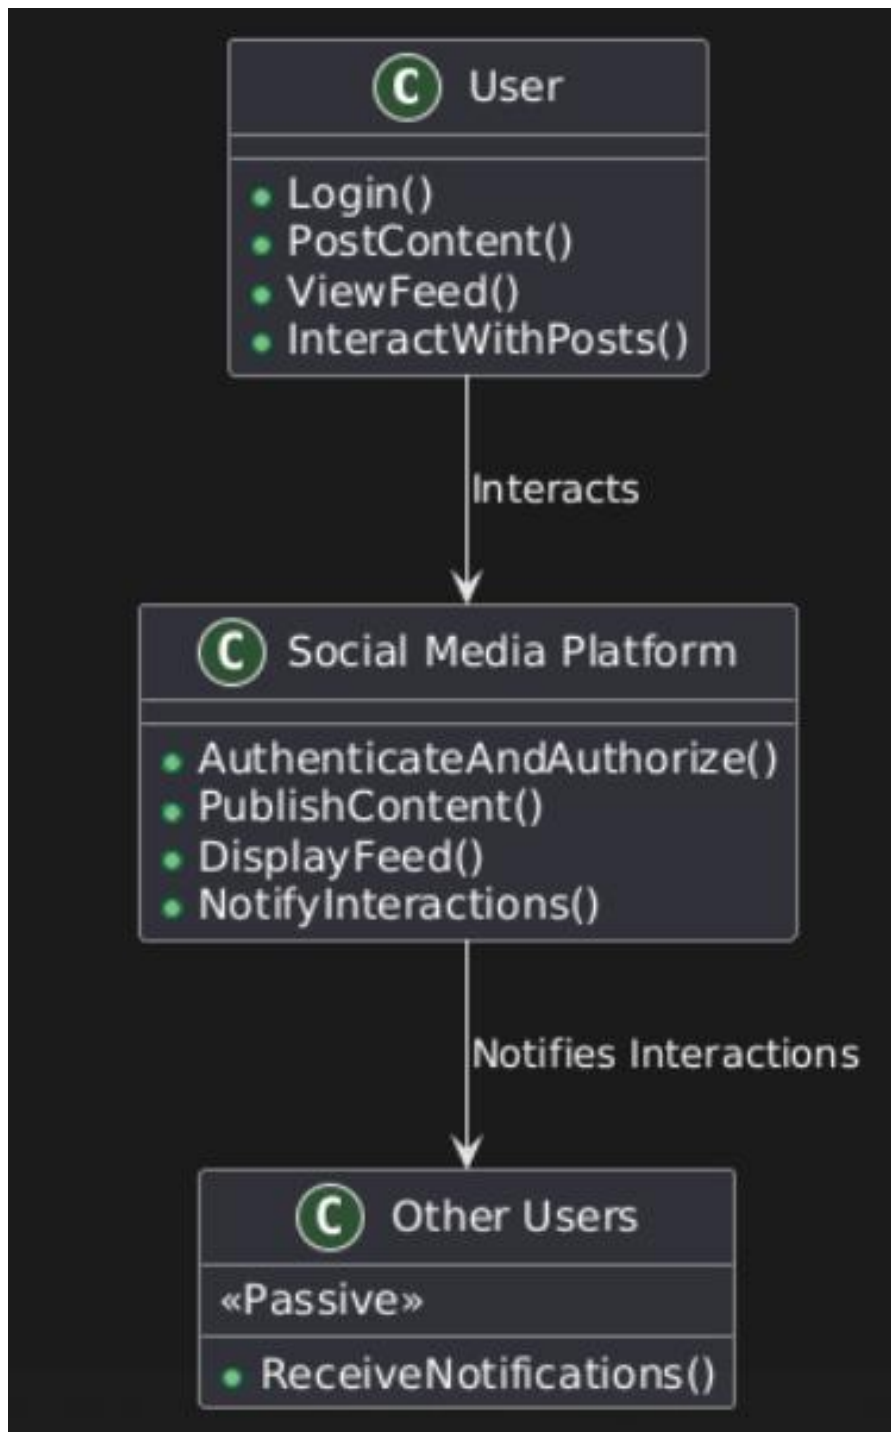 C User
Login()
PostContent()
ViewFeed()
InteractWithPosts()
Interacts
C Social Media Platform
AuthenticateAndAuthorize()
PublishContent()
DisplayFeed()
NotifyInteractions()
Notifies Interactions
C Other Users
«Passive»
ReceiveNotifications()